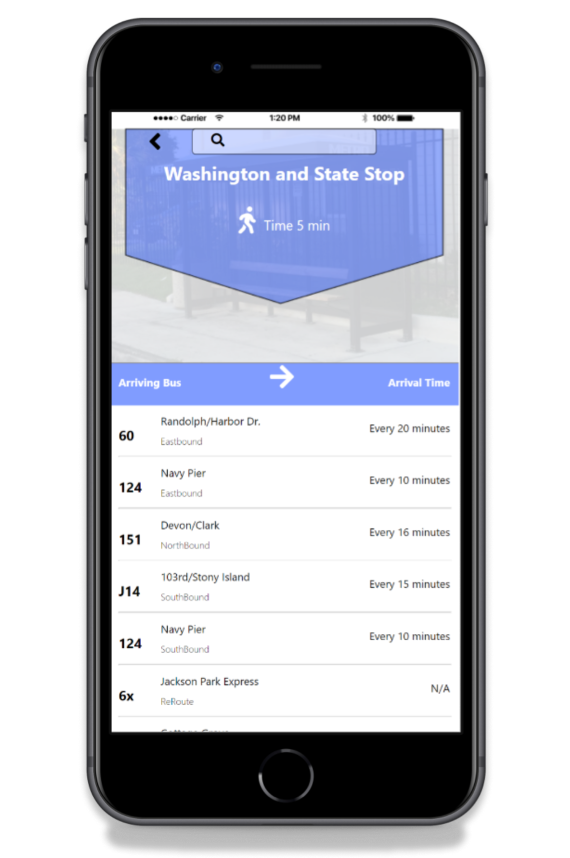 Carrier 1:20 PM 100%
Washington and State Stop
Time 5 min
Arriving Bus Arrival Time
60 Randolph/Harbor Dr. Every 20 minutes
Eastbound
124 Navy Pier Every 10 minutes
Eastbound
151 Devon/Clark Every 16 minutes
NorthBound
J14 103rd/Stony Island Every 15 minutes
SouthBound
124 Navy Pier Every 10 minutes
SouthBound
6x Jackson Park Express N/A
ReRoute